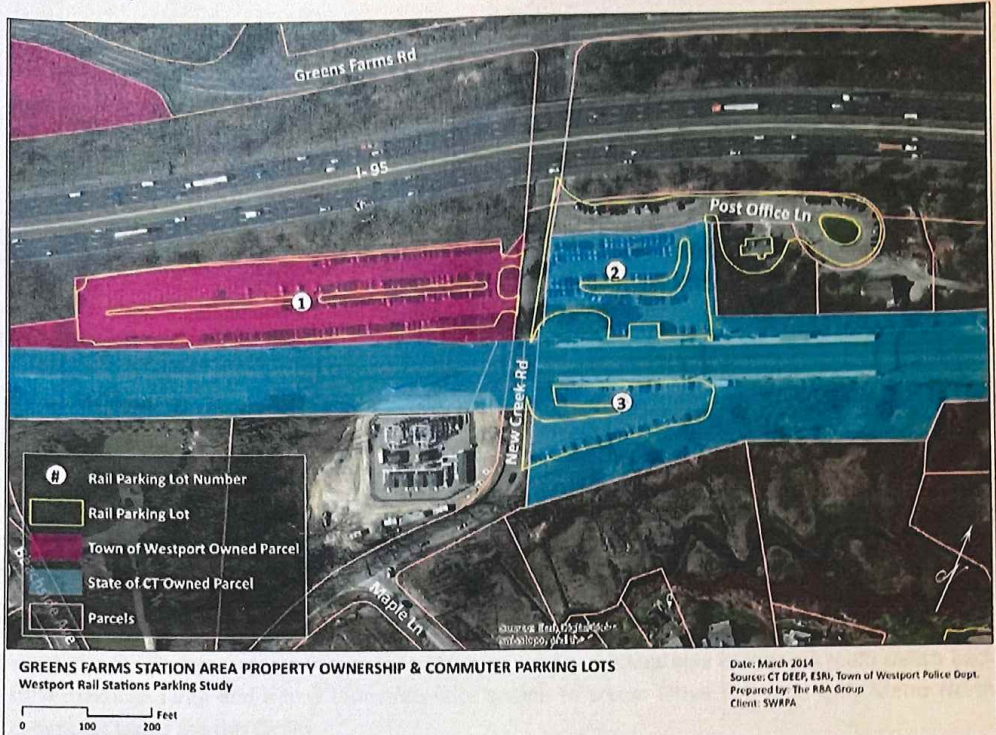 Greens Farms Rd
I-95
Post Office Ln
1
2
3
New Creek Rd
Maple Ln
# Rail Parking Lot Number
Rail Parking Lot
Town of Westport Owned Parcel
State of CT Owned Parcel
Parcels
GREENS FARMS STATION AREA PROPERTY OWNERSHIP & COMMUTER PARKING LOTS
Westport Rail Stations Parking Study
0 100 200 Feet
Date: March 2014
Source: CT DEEP, ESRI, Town of Westport Police Dept.
Prepared by: The RBA Group
Client: SWRPA